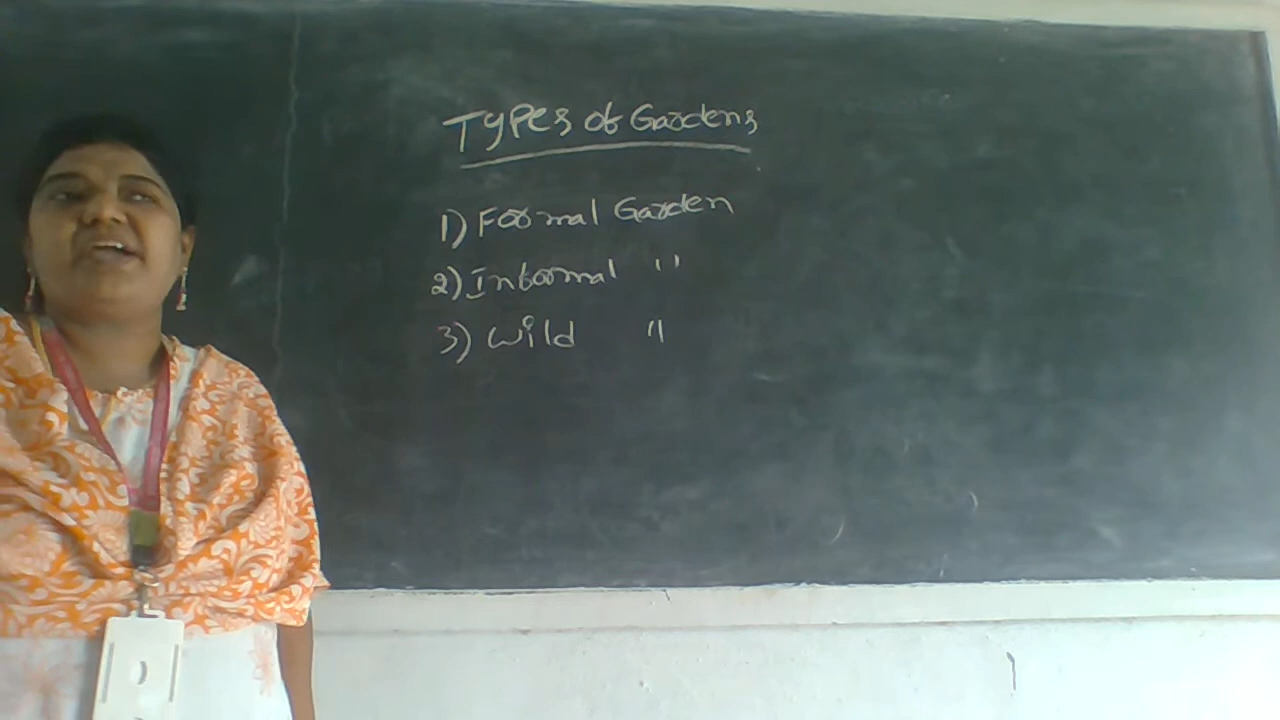 Types of Gardens
1) Formal Garden
2) Informal "
3) Wild "